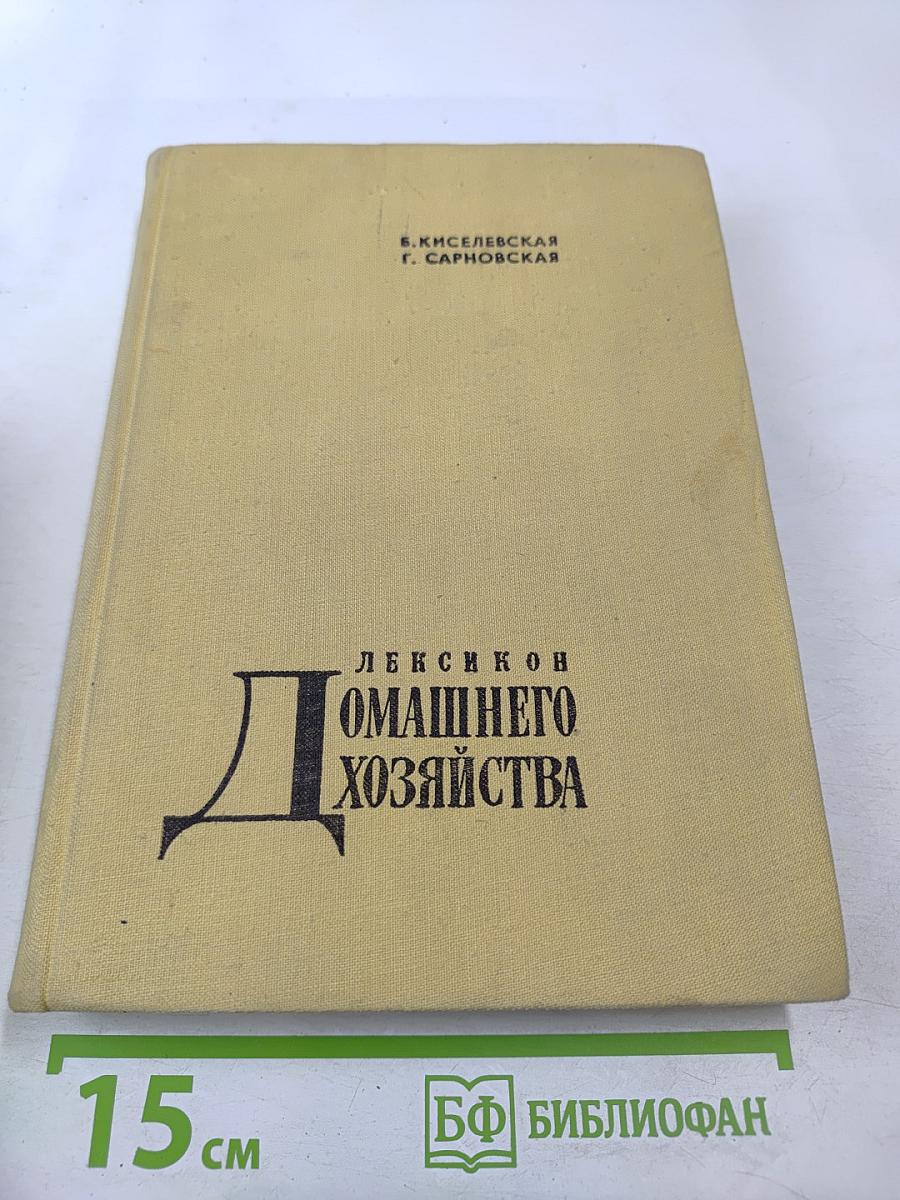 Б. КИСЕЛЕВСКАЯ
Г. САРНОВСКАЯ
ЛЕКСИКОН
ДОМАШНЕГО
ХОЗЯЙСТВА
15 СМ
БФ БИБЛИОФАН